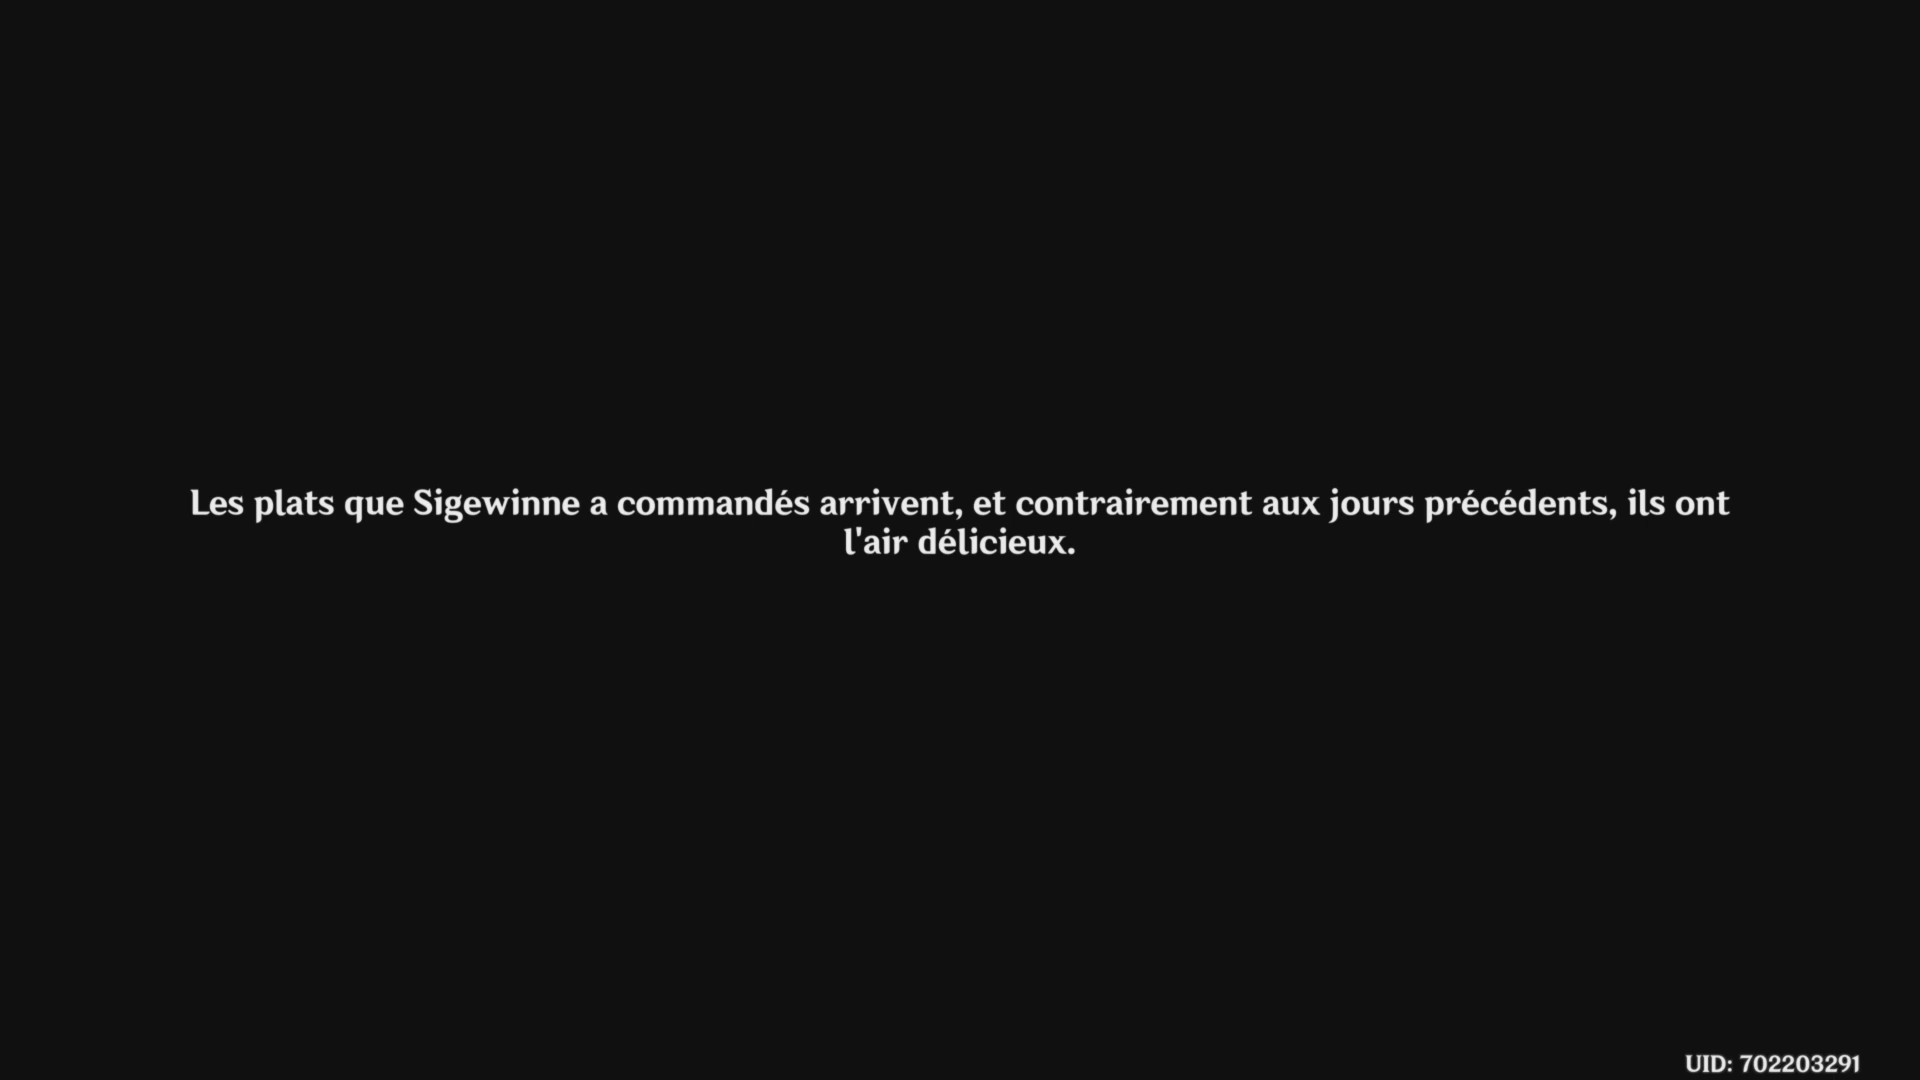 Les plats que Sigewinne a commandés arrivent, et contrairement aux jours précédents, ils ont
l'air délicieux.
UID: 702203291